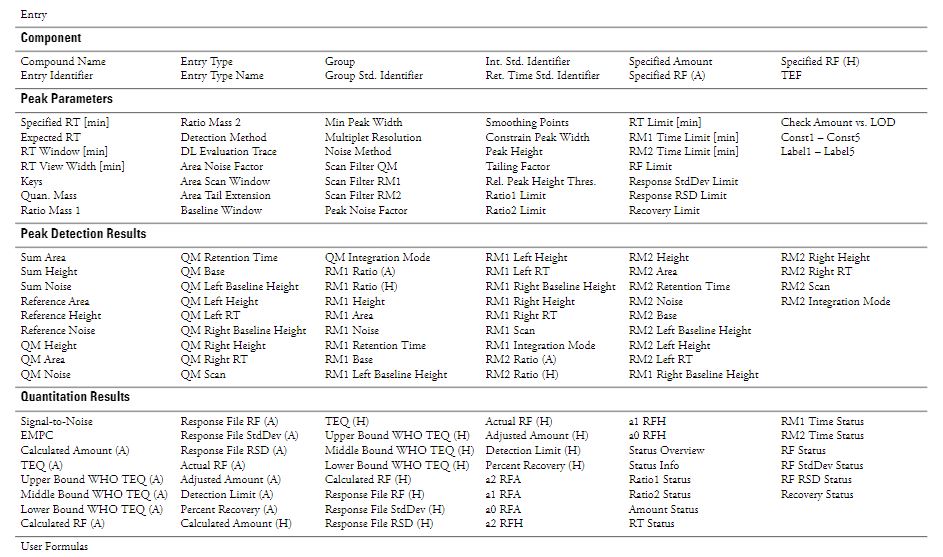 Entry
Component
Compound Name Entry Type Group Int. Std. Identifier Specified Amount Specified RF (H)
Entry Identifier Entry Type Name Group Std. Identifier Ret. Time Std. Identifier Specified RF (A) TEF
Peak Parameters
Specified RT [min] Ratio Mass 2 Min Peak Width Smoothing Points RT Limit [min] Check Amount vs. LOD
Expected RT Detection Method Multiplet Resolution Constrain Peak Width RM1 Time Limit [min] Const1 – Const5
RT Window [min] DL Evaluation Trace Noise Method Peak Height RM2 Time Limit [min] Label1 – Label5
RT View Width [min] Area Noise Factor Scan Filter QM Tailing Factor RF Limit
Keys Area Scan Window Scan Filter RM1 Rel. Peak Height Thres. Response StdDev Limit
Quan. Mass Area Tail Extension Scan Filter RM2 Ratio1 Limit Response RSD Limit
Ratio Mass 1 Baseline Window Peak Noise Factor Ratio2 Limit Recovery Limit
Peak Detection Results
Sum Area QM Retention Time QM Integration Mode RM1 Left Height RM2 Height RM2 Right Height
Sum Height QM Base RM1 Ratio (A) RM1 Left RT RM2 Area RM2 Right RT
Sum Noise QM Left Baseline Height RM1 Ratio (H) RM1 Right Baseline Height RM2 Retention Time RM2 Scan
Reference Area QM Left Height RM1 Height RM1 Right Height RM2 Noise RM2 Integration Mode
Reference Height QM Left RT RM1 Area RM1 Right RT RM2 Base
Reference Noise QM Right Baseline Height RM1 Noise RM1 Scan RM2 Left Baseline Height
QM Height QM Right Height RM1 Retention Time RM1 Integration Mode RM2 Left Height
QM Area QM Right RT RM1 Base RM2 Ratio (A) RM2 Left RT
QM Noise QM Scan RM1 Left Baseline Height RM2 Ratio (H) RM1 Right Baseline Height
Quantitation Results
Signal-to-Noise Response File RF (A) TEQ (H) Actual RF (H) a1 RFH RM1 Time Status
EMPC Response File StdDev (A) Upper Bound WHO TEQ (H) Adjusted Amount (H) a0 RFH RM2 Time Status
Calculated Amount (A) Response File RSD (A) Middle Bound WHO TEQ (H) Detection Limit (H) Status Overview RF Status
TEQ (A) Actual RF (A) Lower Bound WHO TEQ (H) Percent Recovery (H) Status Info RF StdDev Status
Upper Bound WHO TEQ (A) Adjusted Amount (A) Calculated RF (H) a2 RFA Ratio1 Status RF RSD Status
Middle Bound WHO TEQ (A) Detection Limit (A) Response File RF (H) a1 RFA Ratio2 Status Recovery Status
Lower Bound WHO TEQ (A) Percent Recovery (A) Response File StdDev (H) a0 RFA Amount Status
Calculated RF (A) Calculated Amount (H) Response File RSD (H) a2 RFH RT Status
User Formulas